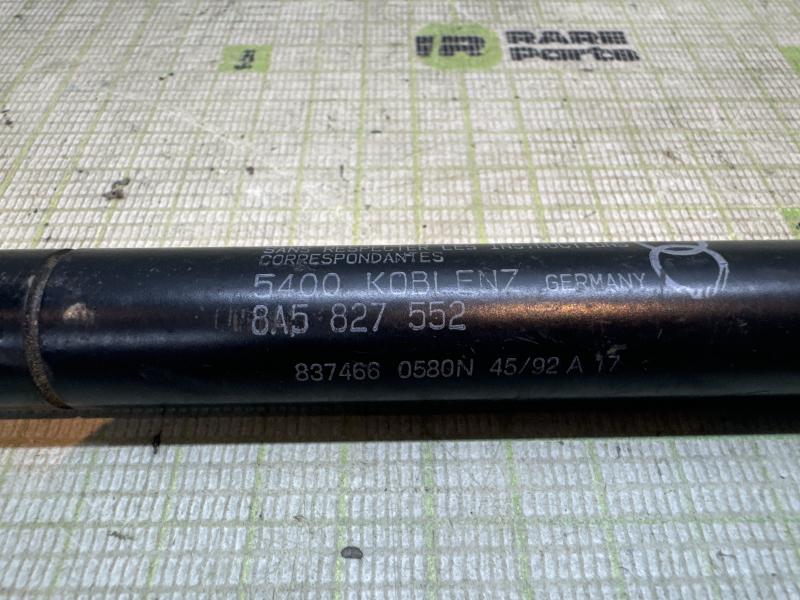 RARE
Parts
SANS RESPECTER LES INSTRUCTIONS
CORRESPONDANTES
5400 KOBLENZ GERMANY
8A5 827 552
837466 0580N 45/92 A 17